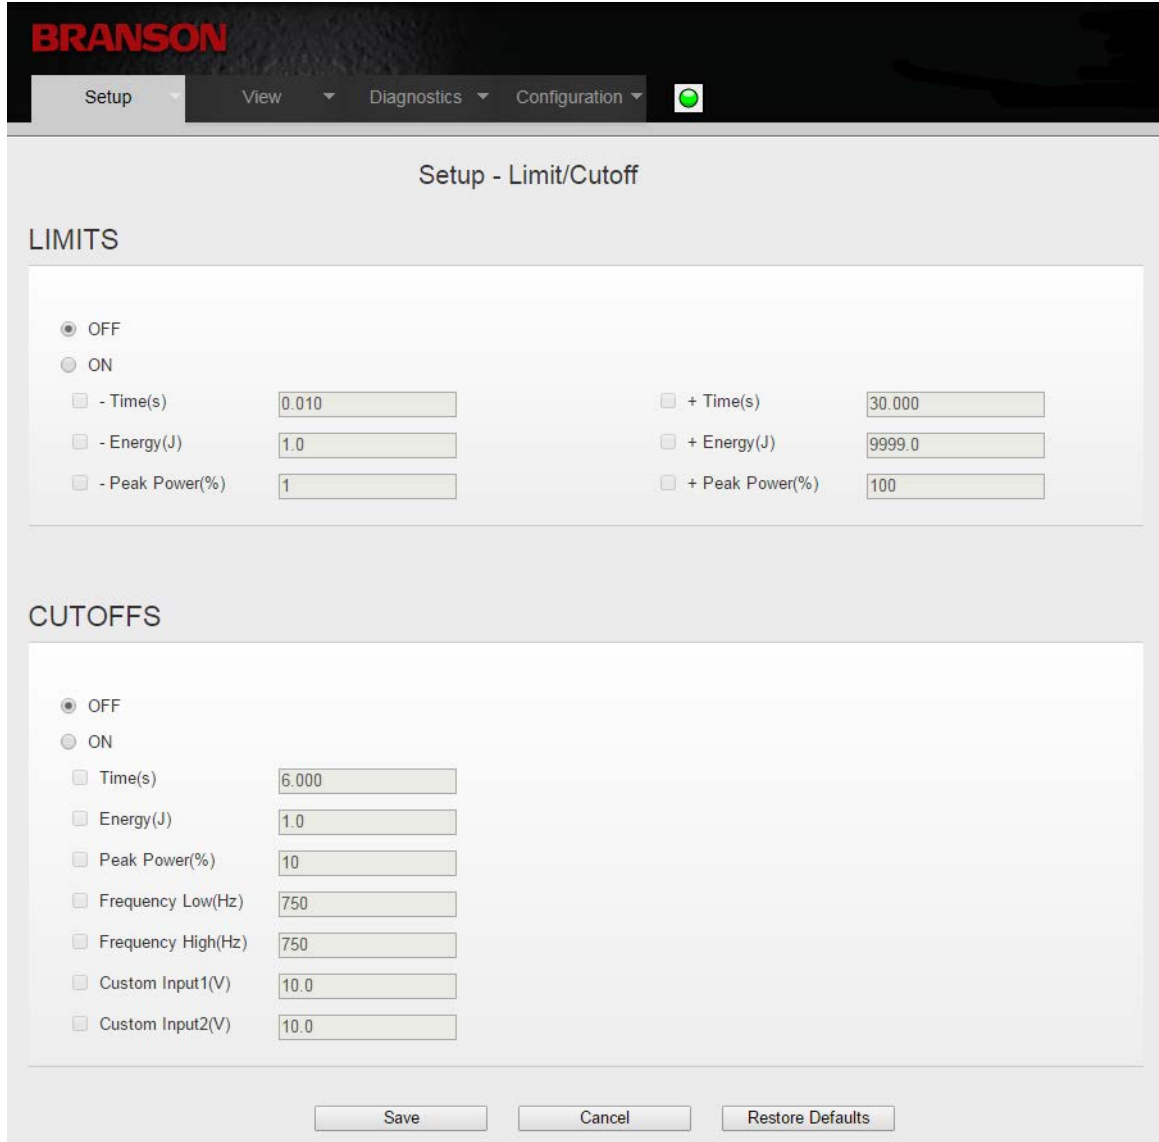 BRANSON
Setup View Diagnostics Configuration
Setup - Limit/Cutoff
LIMITS
OFF
ON
- Time(s) 0.010 + Time(s) 30.000
- Energy(J) 1.0 + Energy(J) 9999.0
- Peak Power(%) 1 + Peak Power(%) 100
CUTOFFS
OFF
ON
Time(s) 6.000
Energy(J) 1.0
Peak Power(%) 10
Frequency Low(Hz) 750
Frequency High(Hz) 750
Custom Input1(V) 10.0
Custom Input2(V) 10.0
Save Cancel Restore Defaults